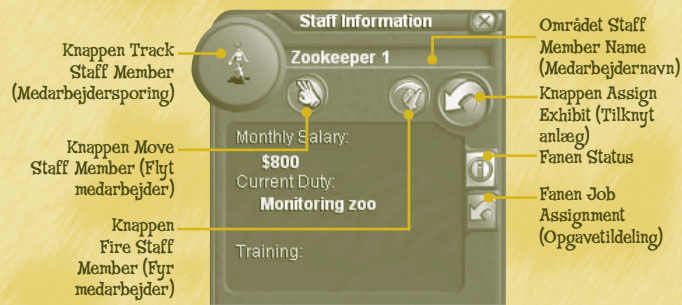 Knappen Track
Staff Member
(Medarbejdersporing)
Knappen Move
Staff Member (Flyt
medarbejder)
Knappen
Fire Staff
Member (Fyr
medarbejder)
Staff Information
Zookeeper 1
Monthly Salary:
$800
Current Duty:
Monitoring zoo
Training:
Området Staff
Member Name
(Medarbejdernavn)
Knappen Assign
Exhibit (Tilknyt
anlæg)
Fanen Status
Fanen Job
Assignment
(Opgavetildeling)